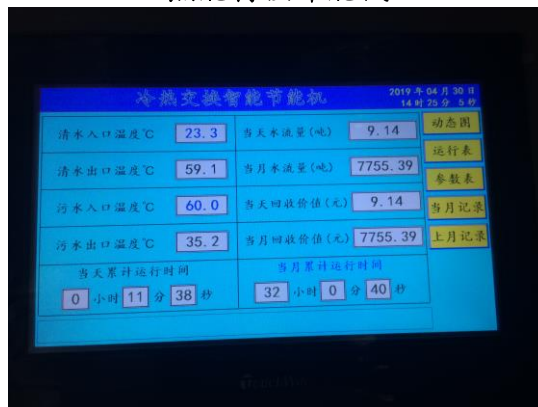 冷热交换智能节能机
2019 年 04 月 30 日
14 时 25 分 5 秒
清水入口温度℃ 23.3 当天水流量(吨) 9.14 动态图
清水出口温度℃ 59.1 当月水流量(吨) 7755.39 运行表
污水入口温度℃ 60.0 当天回收价值(元) 9.14 参数表
污水出口温度℃ 35.2 当月回收价值(元) 7755.39 当月记录
上月记录
当天累计运行时间 当月累计运行时间
0 小时 11 分 38 秒 32 小时 0 分 40 秒